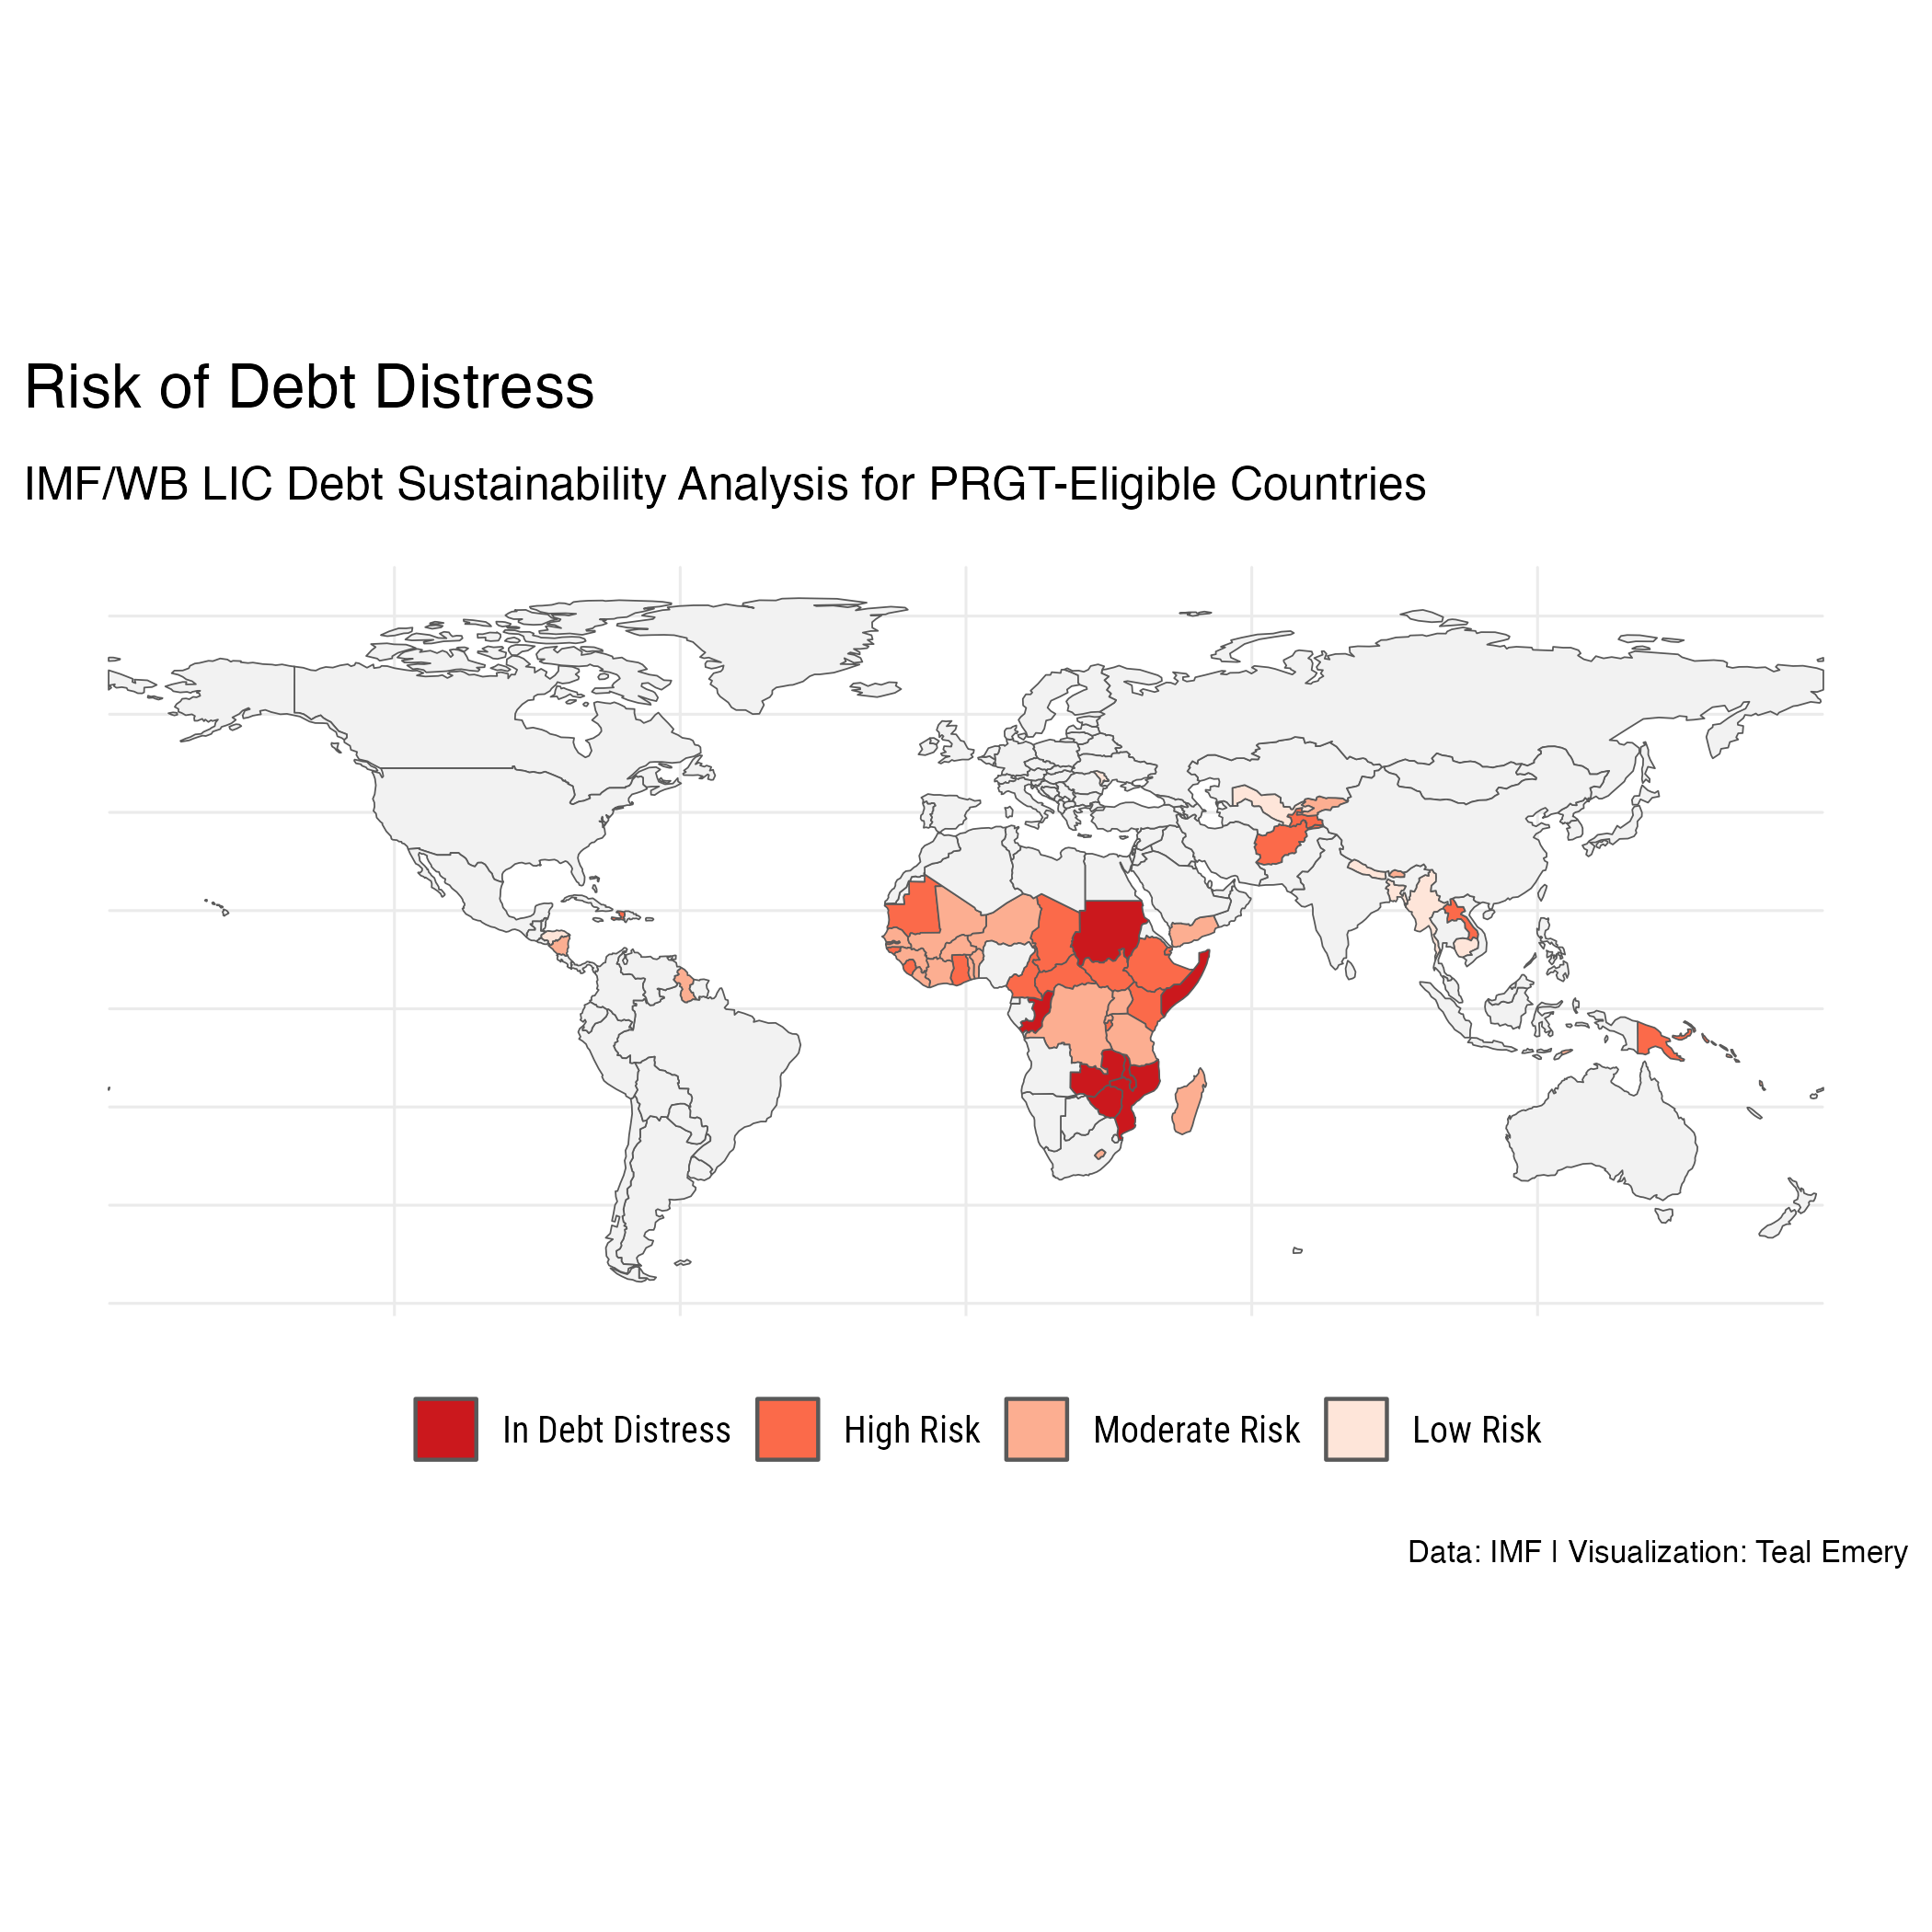 Risk of Debt Distress
IMF/WB LIC Debt Sustainability Analysis for PRGT-Eligible Countries
In Debt Distress
High Risk
Moderate Risk
Low Risk
Data: IMF | Visualization: Teal Emery